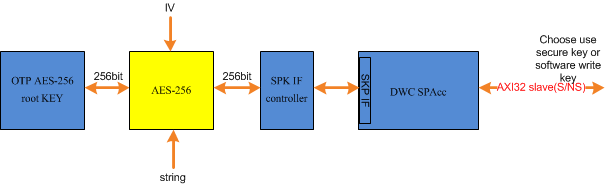 IV
Choose use
secure key or
software write
key
OTP AES-256
root KEY
256bit
AES-256
256bit
SPK IF
controller
SKP IF
DWC SPAcc
AXI32 slave(S/NS)
string